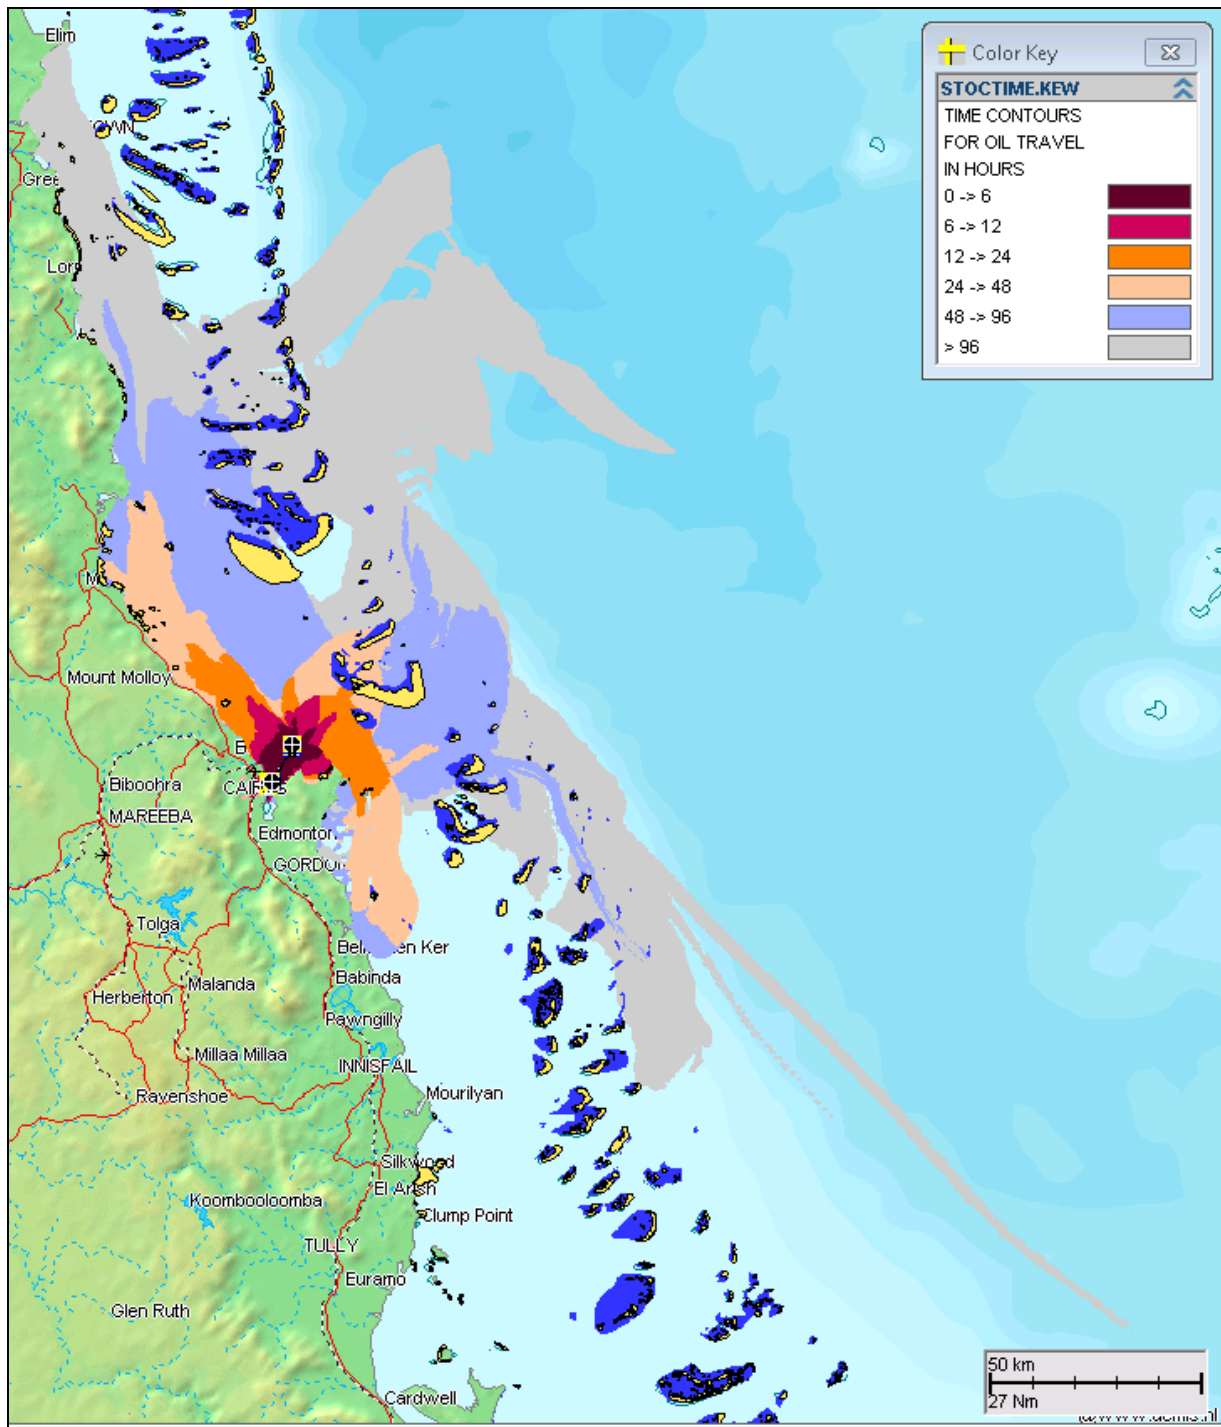 Elim
Color Key
STOCTIME.KEW
TIME CONTOURS
FOR OIL TRAVEL
IN HOURS
0 -> 6
6 -> 12
12 -> 24
24 -> 48
48 -> 96
> 96
Mount Molloy
Biboohra
MAREEBA
Edmonton
Tolga
Malanda
Herberton
Babinda
Pawngilly
Millaa Millaa
INNISFAIL
Ravenshoe
Mourilyan
Silkwood
El Arish
Koombooloomba
Clump Point
TULLY
Euramo
Glen Ruth
50 km
27 Nm
Cardwell